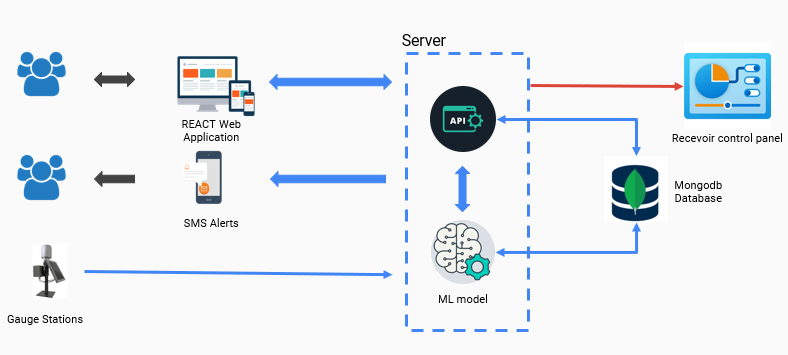 Server
API
REACT Web
Application
Recevoir control panel
Mongodb
Database
SMS Alerts
ML model
Gauge Stations